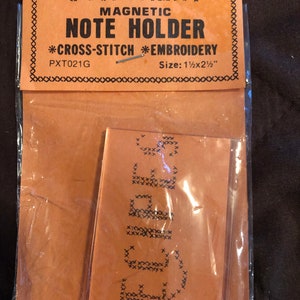 MAGNETIC
NOTE HOLDER
*CROSS-STITCH *EMBROIDERY
PXT021G Size: 1½x2½"
RECIPES